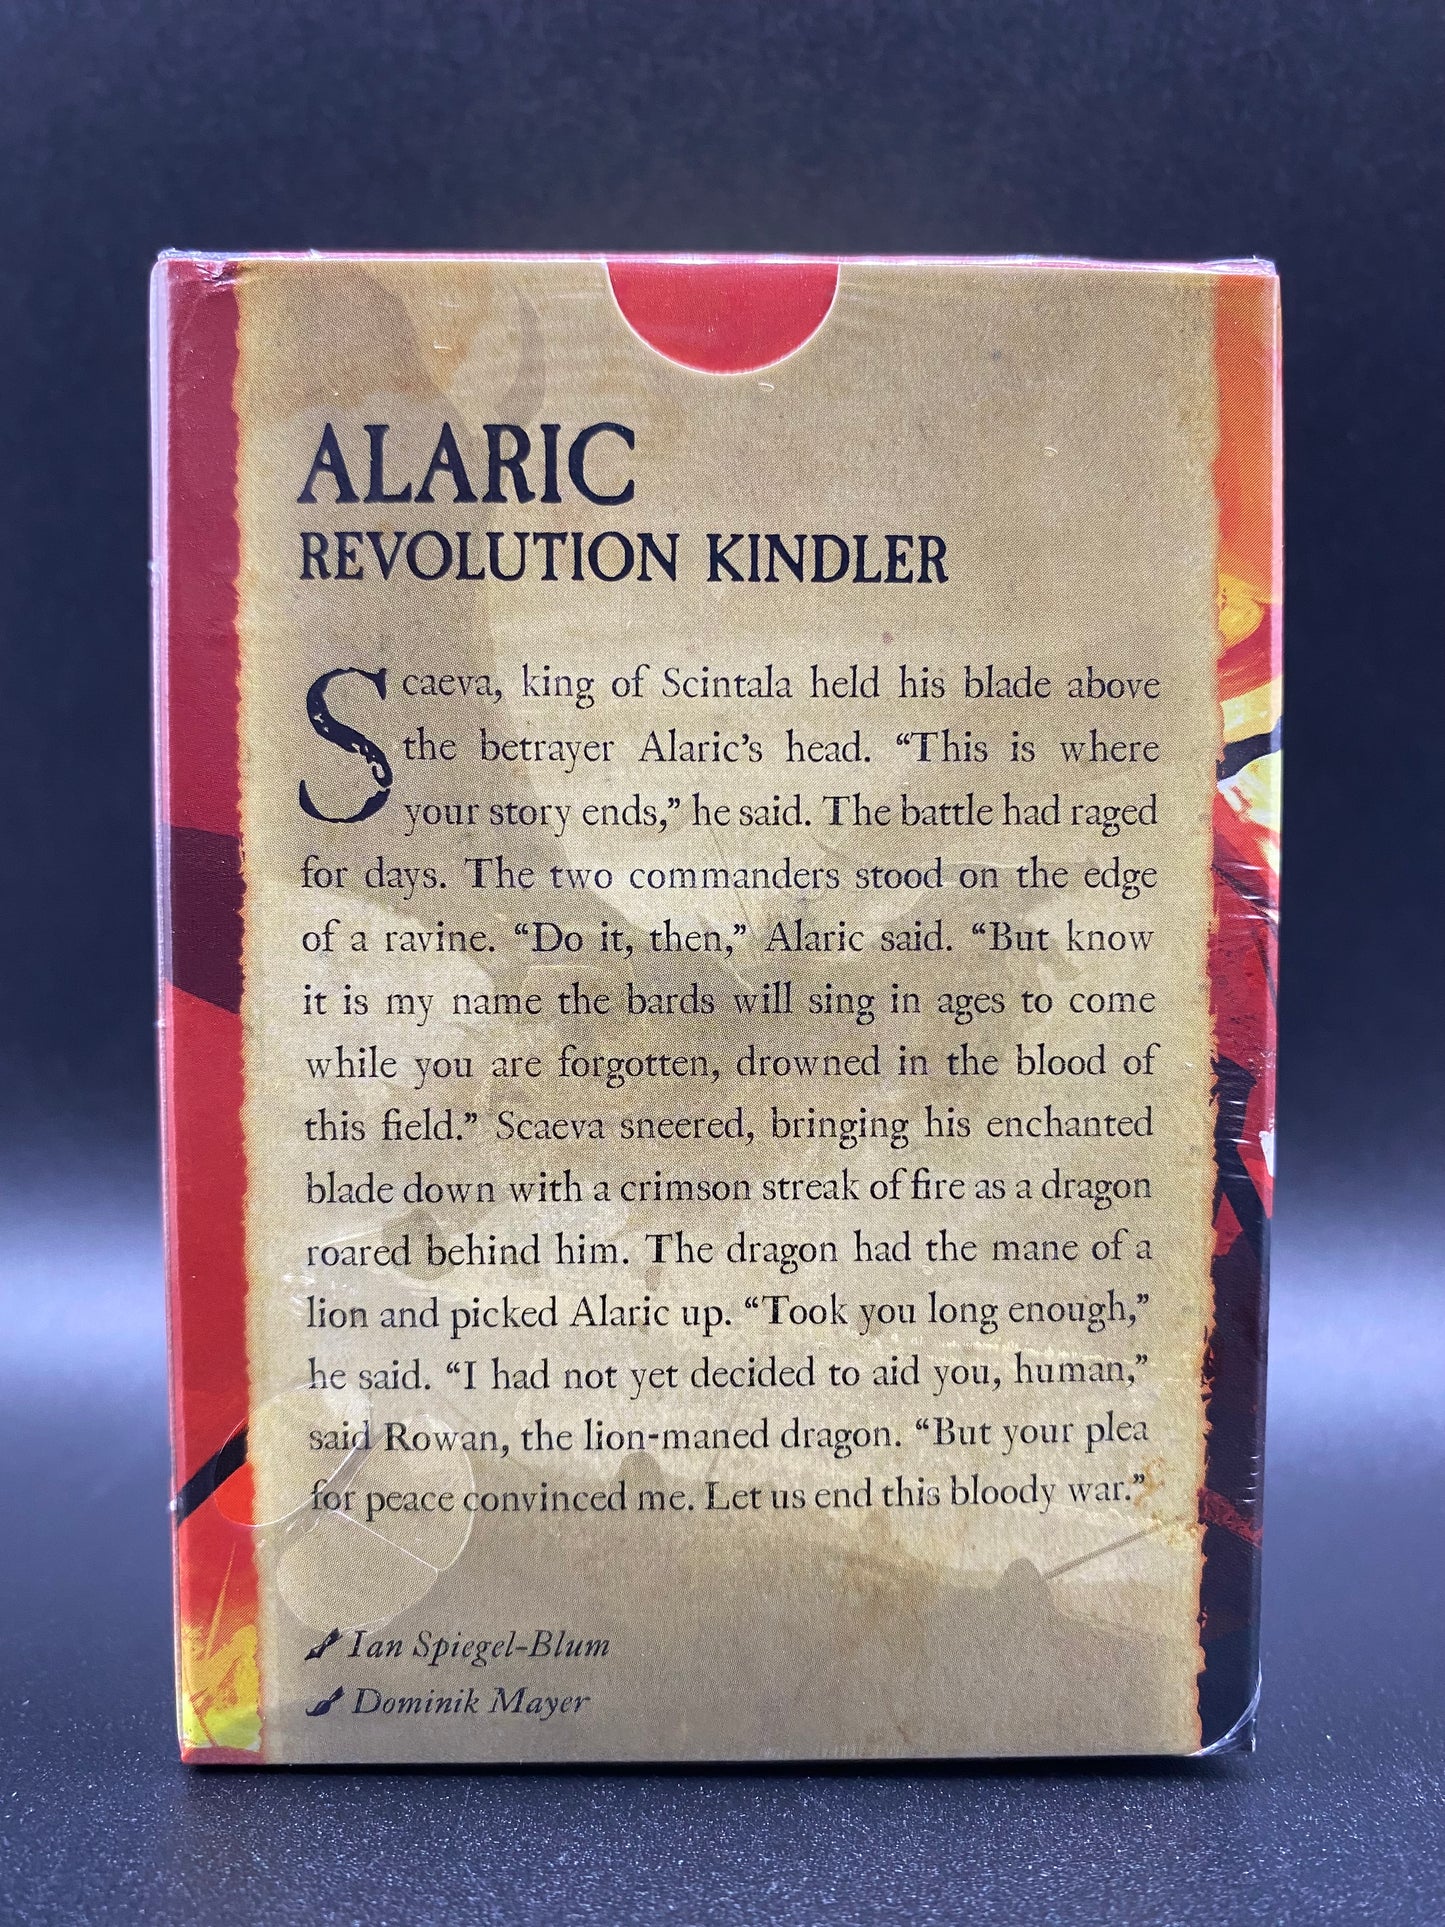 ALARIC
REVOLUTION KINDLER
Scaeva, king of Scintala held his blade above
the betrayer Alaric’s head. “This is where
your story ends,” he said. The battle had raged
for days. The two commanders stood on the edge
of a ravine. “Do it, then,” Alaric said. “But know
it is my name the bards will sing in ages to come
while you are forgotten, drowned in the blood of
this field.” Scaeva sneered, bringing his enchanted
blade down with a crimson streak of fire as a dragon
roared behind him. The dragon had the mane of a
lion and picked Alaric up. “Took you long enough,”
he said. “I had not yet decided to aid you, human,”
said Rowan, the lion-maned dragon. “But your plea
for peace convinced me. Let us end this bloody war.”
Ian Spiegel-Blum
Dominik Mayer